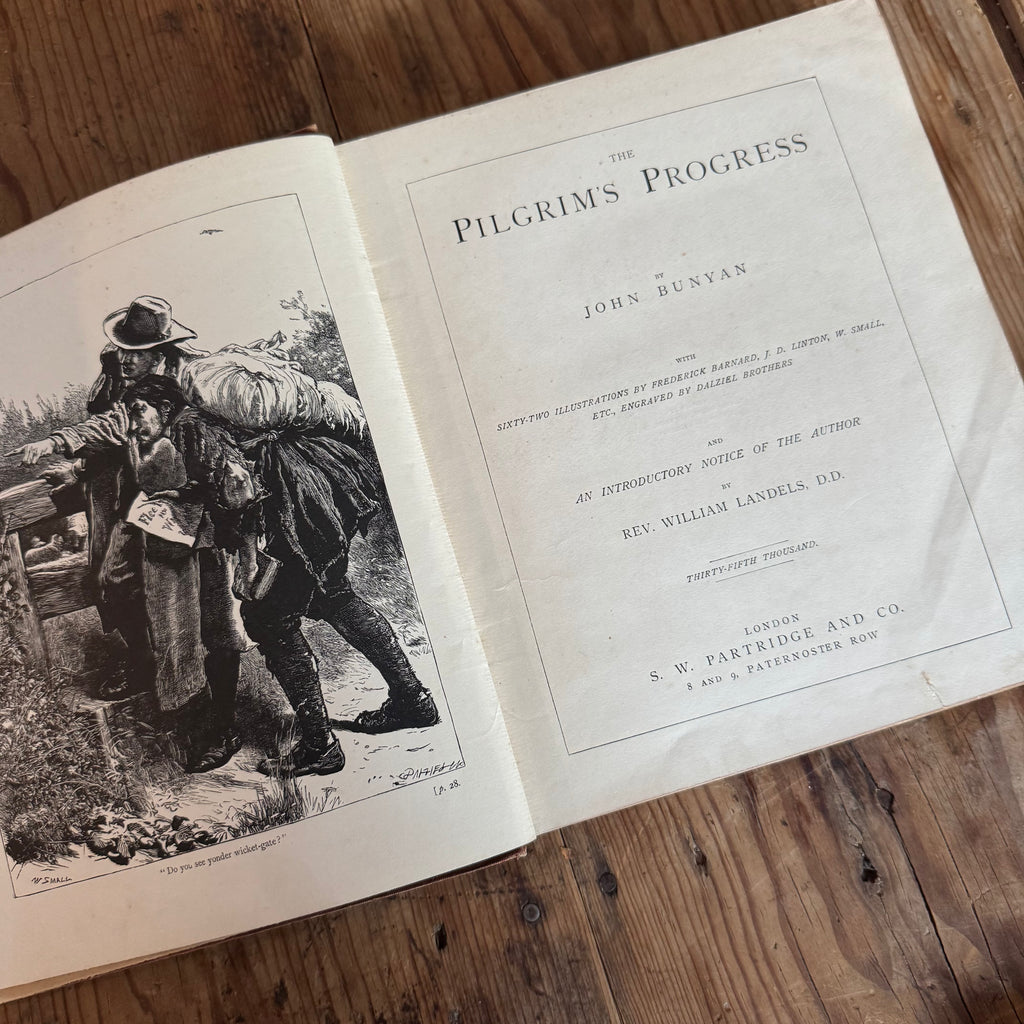 Flee
"Do you see yonder wicket-gate?"
[p. 28.
W SMALL
THE
PILGRIM'S PROGRESS
BY
JOHN BUNYAN
WITH
SIXTY-TWO ILLUSTRATIONS BY FREDERICK BARNARD, J. D. LINTON, W. SMALL,
ETC., ENGRAVED BY DALZIEL BROTHERS
AND
AN INTRODUCTORY NOTICE OF THE AUTHOR
BY
REV. WILLIAM LANDELS, D.D.
THIRTY-FIFTH THOUSAND.
LONDON
S. W. PARTRIDGE AND CO.
8 AND 9, PATERNOSTER ROW